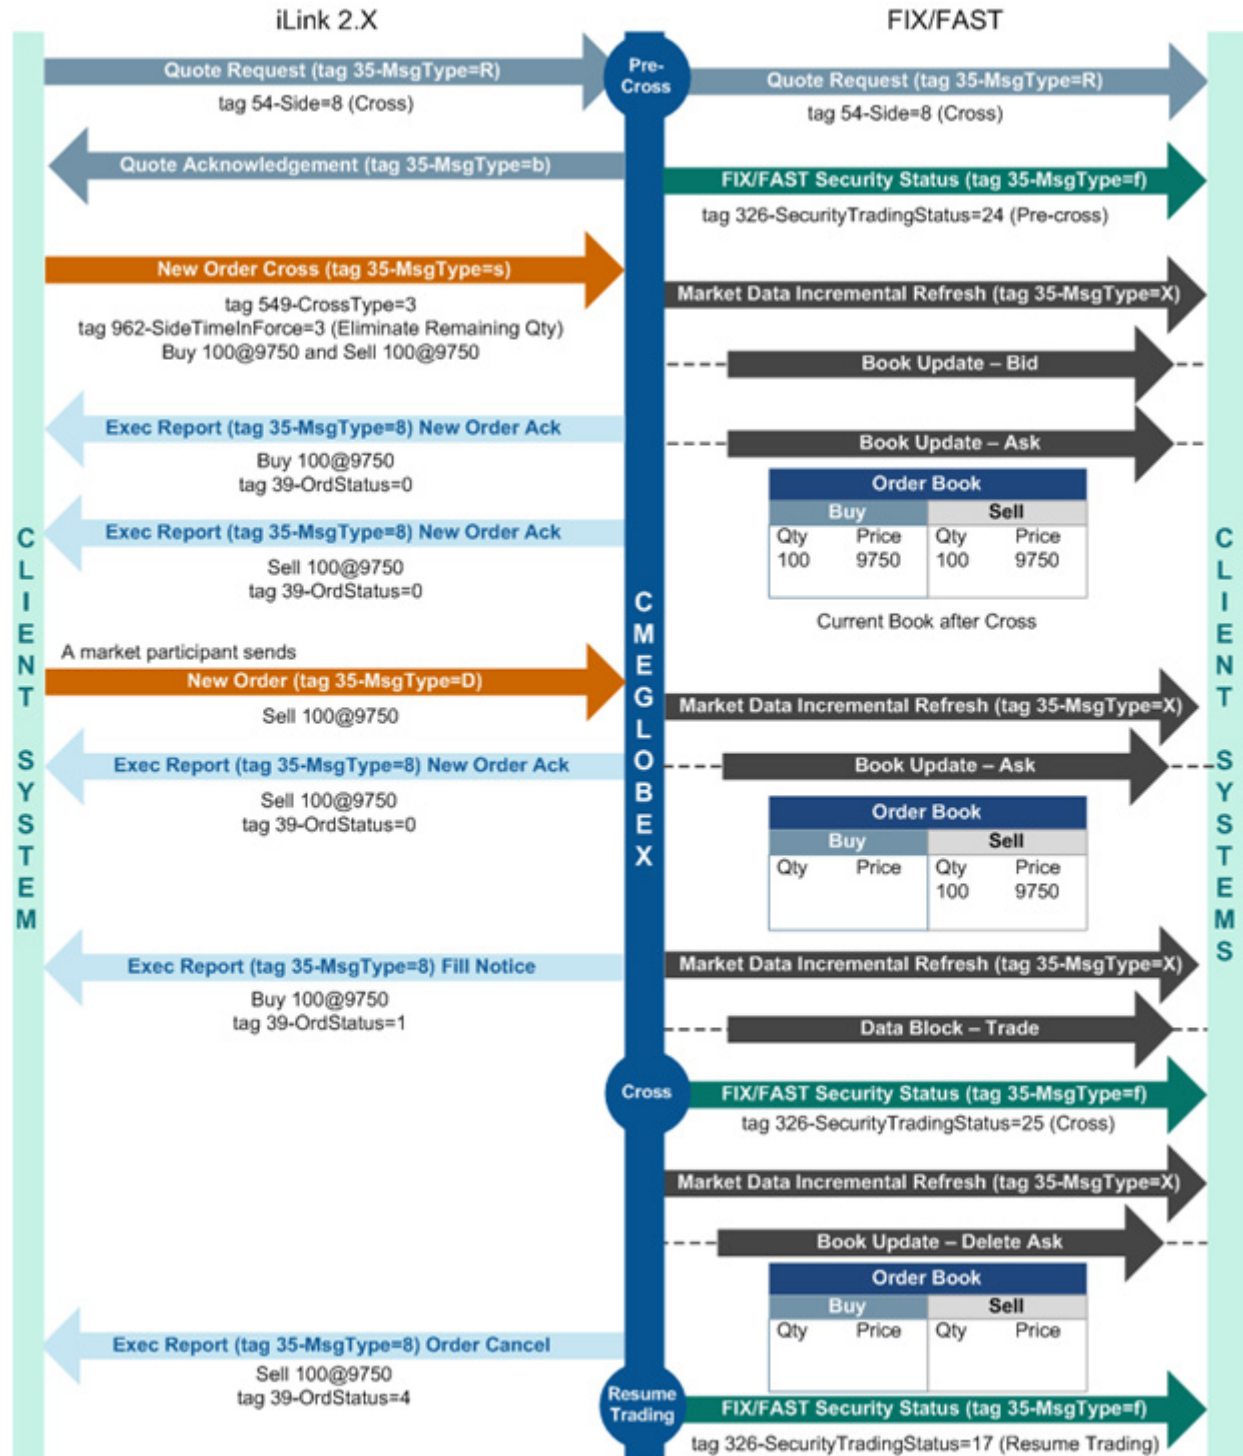 iLink 2.X
FIX/FAST
Quote Request (tag 35-MsgType=R)
tag 54-Side=8 (Cross)
Pre-
Cross
Quote Request (tag 35-MsgType=R)
tag 54-Side=8 (Cross)
Quote Acknowledgement (tag 35-MsgType=b)
FIX/FAST Security Status (tag 35-MsgType=f)
tag 326-SecurityTradingStatus=24 (Pre-cross)
New Order Cross (tag 35-MsgType=s)
tag 549-CrossType=3
tag 962-SideTimeInForce=3 (Eliminate Remaining Qty)
Buy 100@9750 and Sell 100@9750
Market Data Incremental Refresh (tag 35-MsgType=X)
Book Update – Bid
Exec Report (tag 35-MsgType=8) New Order Ack
Buy 100@9750
tag 39-OrdStatus=0
Book Update – Ask
Order Book
Buy Sell
Qty Price Qty Price
100 9750 100 9750
Current Book after Cross
Exec Report (tag 35-MsgType=8) New Order Ack
Sell 100@9750
tag 39-OrdStatus=0
CLIENT SYSTEM
CME GLOBEX
CLIENT SYSTEMS
A market participant sends
New Order (tag 35-MsgType=D)
Sell 100@9750
Market Data Incremental Refresh (tag 35-MsgType=X)
Exec Report (tag 35-MsgType=8) New Order Ack
Sell 100@9750
tag 39-OrdStatus=0
Book Update – Ask
Order Book
Buy Sell
Qty Price Qty Price
100 9750
Exec Report (tag 35-MsgType=8) Fill Notice
Buy 100@9750
tag 39-OrdStatus=1
Market Data Incremental Refresh (tag 35-MsgType=X)
Data Block – Trade
Cross
FIX/FAST Security Status (tag 35-MsgType=f)
tag 326-SecurityTradingStatus=25 (Cross)
Market Data Incremental Refresh (tag 35-MsgType=X)
Book Update – Delete Ask
Order Book
Buy Sell
Qty Price Qty Price
Exec Report (tag 35-MsgType=8) Order Cancel
Sell 100@9750
tag 39-OrdStatus=4
Resume
Trading
FIX/FAST Security Status (tag 35-MsgType=f)
tag 326-SecurityTradingStatus=17 (Resume Trading)